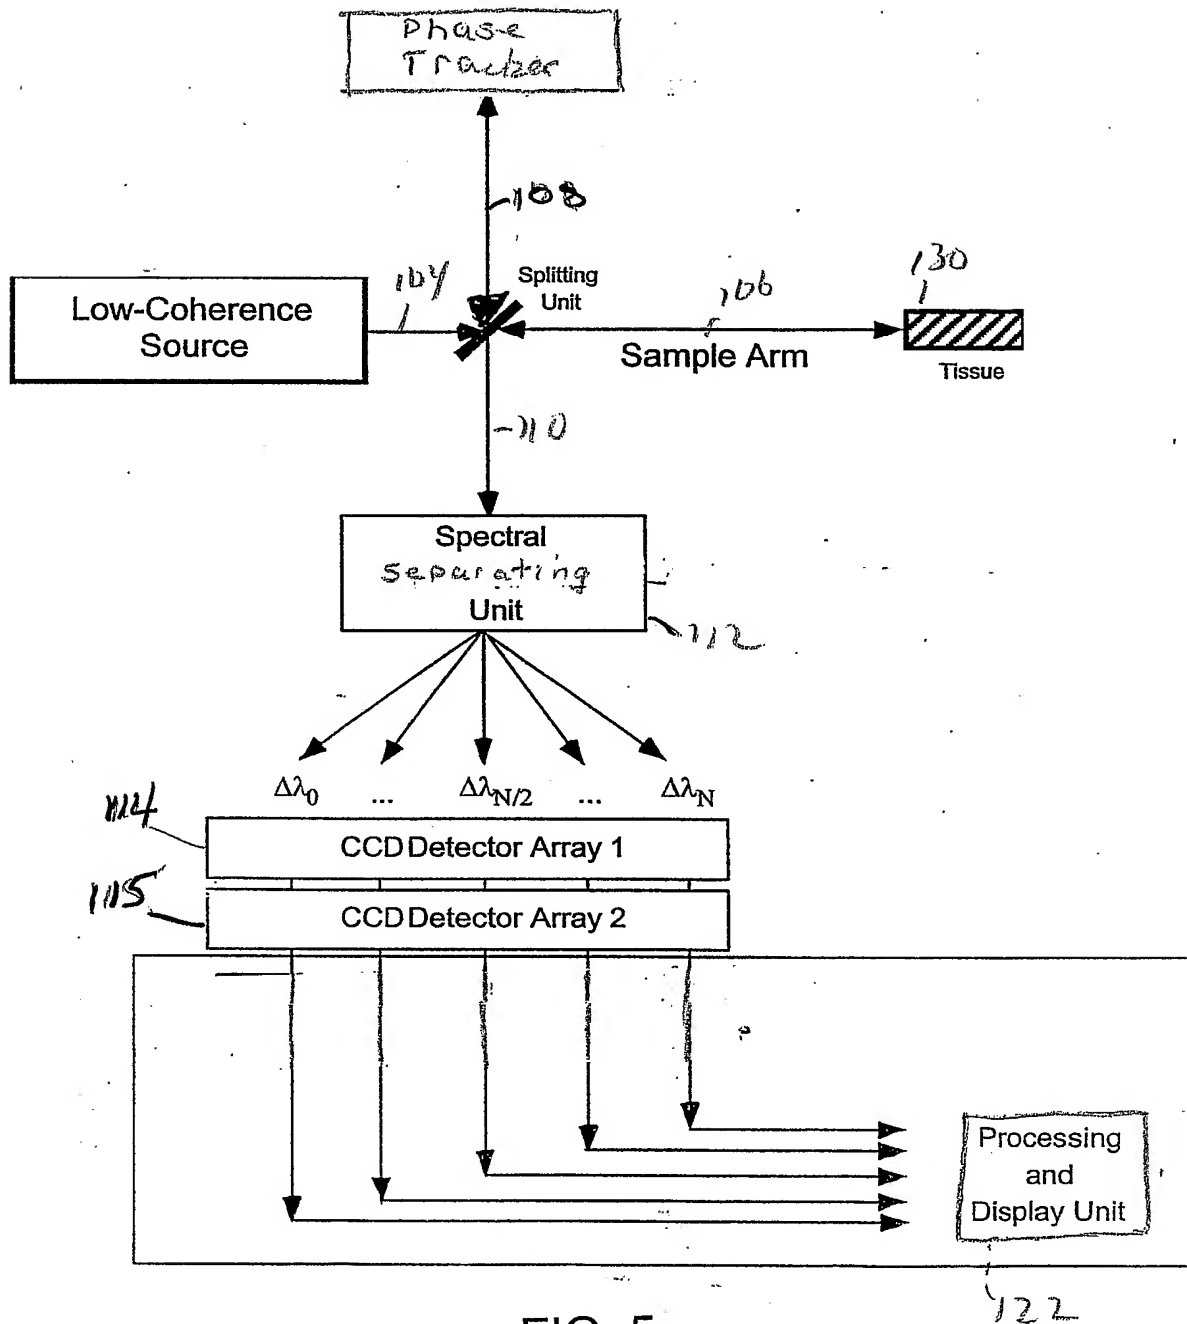 Phase
Tracker
108
Low-Coherence
Source
104
Splitting
Unit
106
Sample Arm
130
Tissue
110
Spectral
separating
Unit
112
Δλ0 ... ΔλN/2 ... ΔλN
114
CCD Detector Array 1
115
CCD Detector Array 2
Processing
and
Display Unit
122